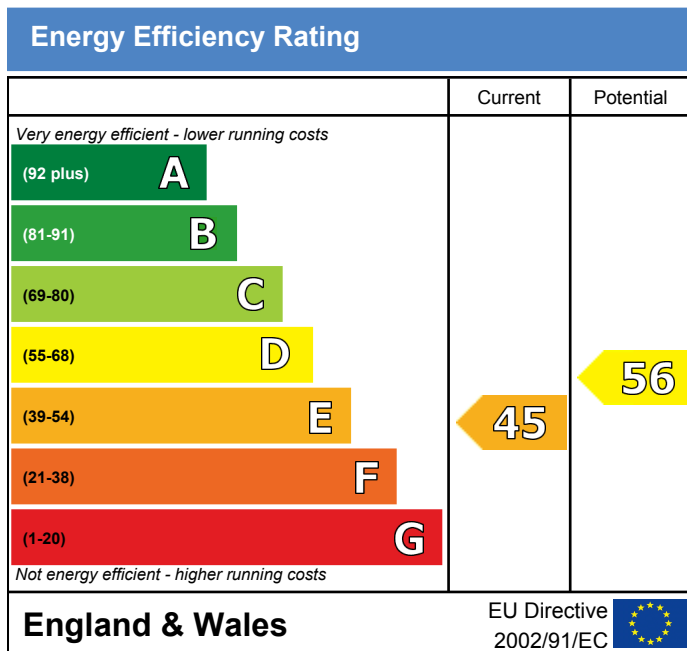 Energy Efficiency Rating
Current Potential
Very energy efficient - lower running costs
(92 plus) A
(81-91) B
(69-80) C
(55-68) D
56
(39-54) E
45
(21-38) F
(1-20) G
Not energy efficient - higher running costs
England & Wales
EU Directive
2002/91/EC